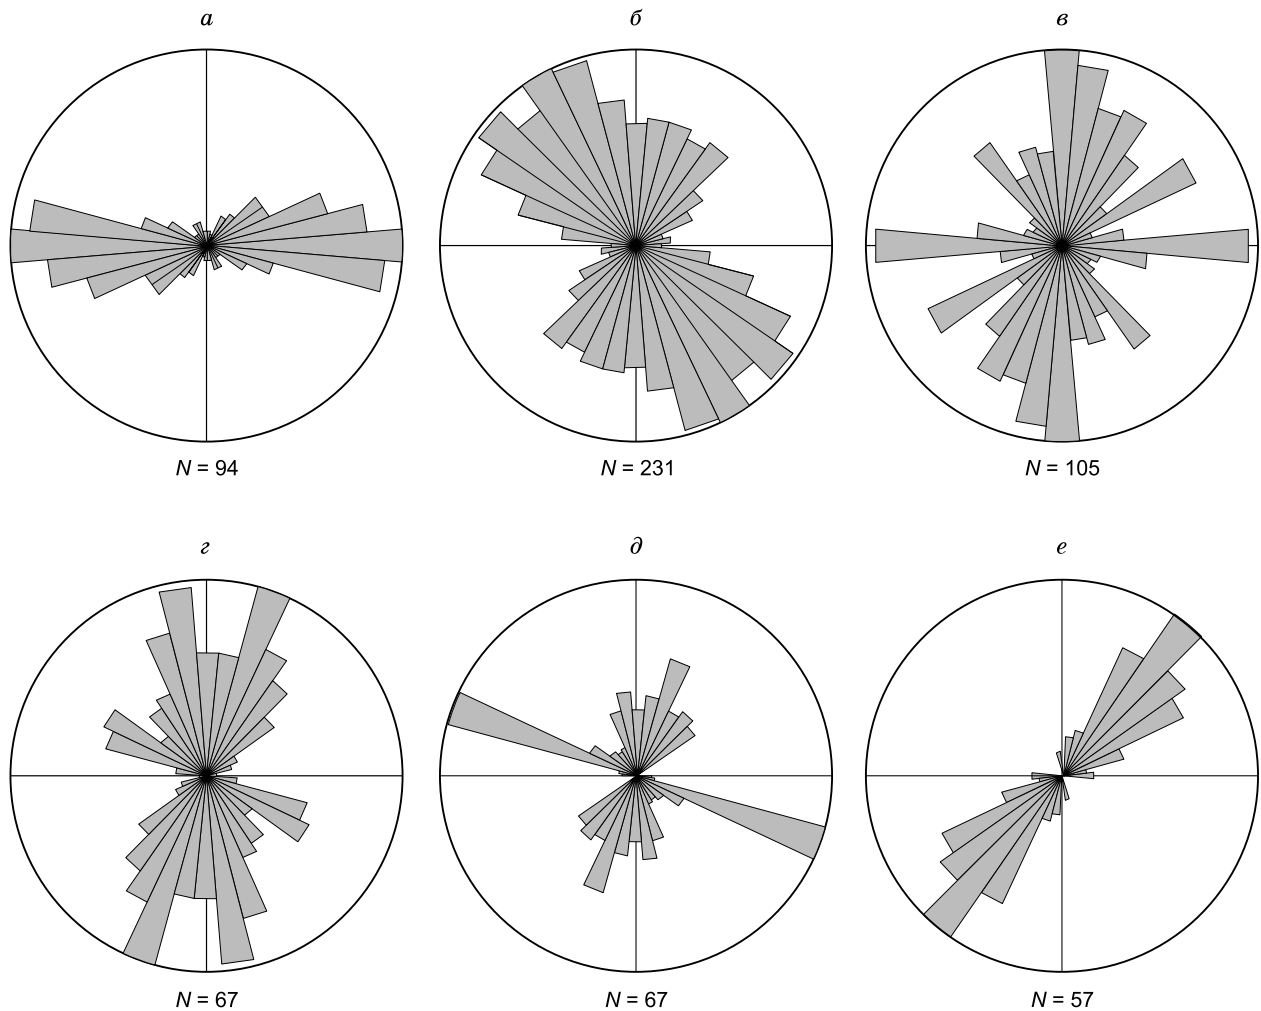 а б в
N = 94 N = 231 N = 105
г д е
N = 67 N = 67 N = 57